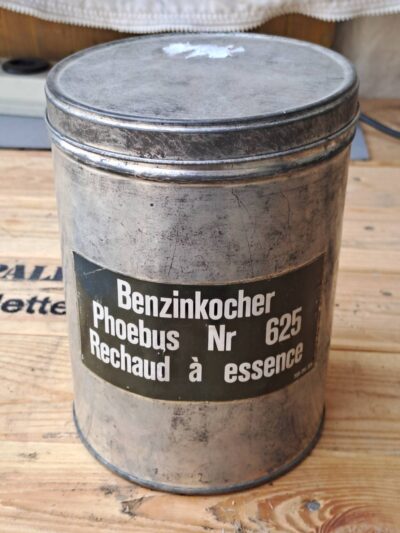 Benzinkocher
Phoebus Nr 625
Rechaud à essence